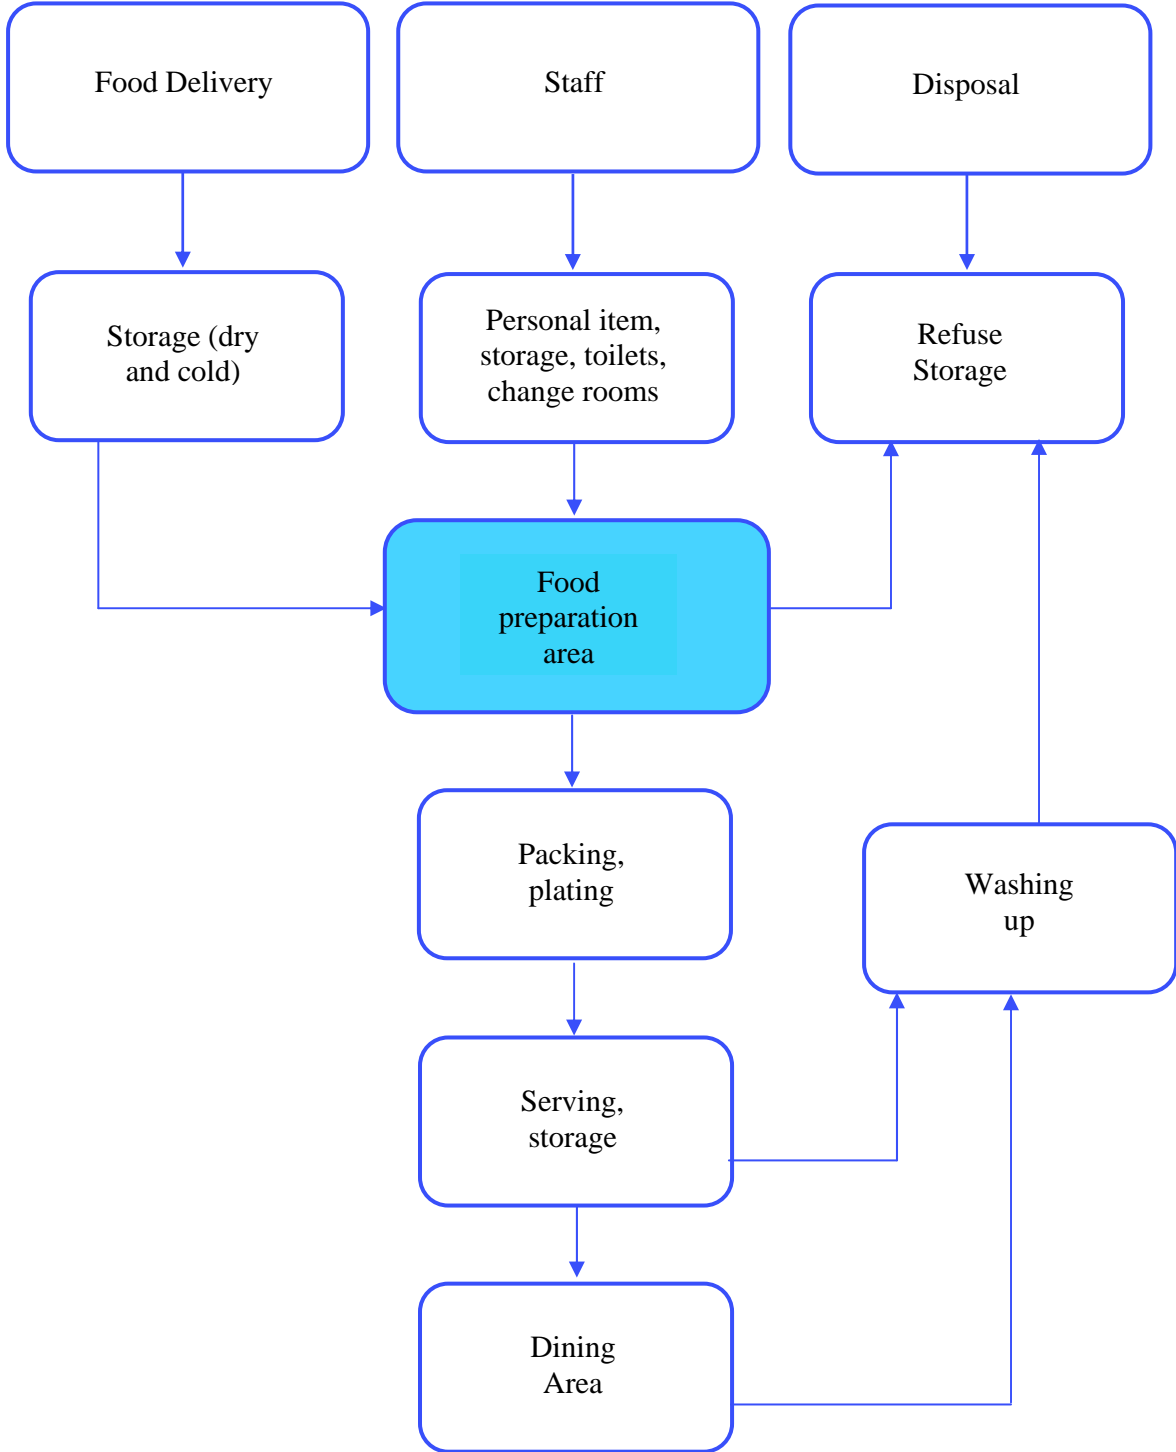 Food Delivery
Staff
Disposal
Storage (dry
and cold)
Personal item,
storage, toilets,
change rooms
Refuse
Storage
Food
preparation
area
Packing,
plating
Washing
up
Serving,
storage
Dining
Area